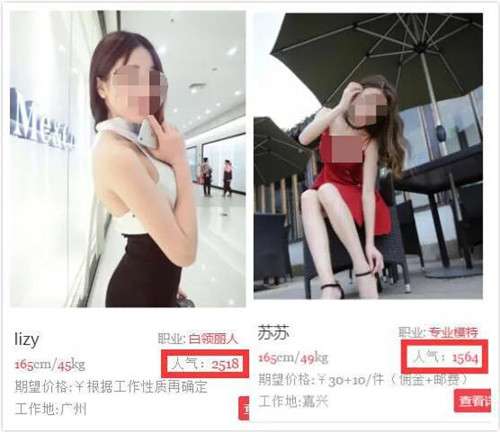 Mexic
lizy
职业: 白领丽人
165cm/45kg
人气：2518
期望价格:￥根据工作性质再确定
工作地:广州
苏苏
职业: 专业模特
165cm/49kg
人气：1564
期望价格:￥30+10/件（佣金+邮费）
工作地:嘉兴
查看详